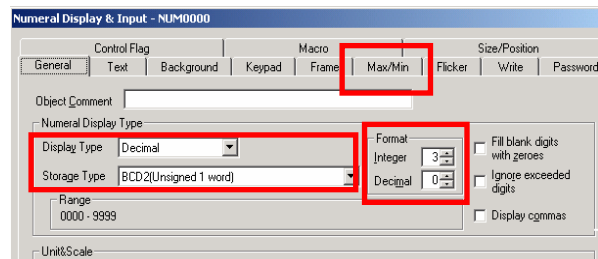 Numeral Display & Input - NUM0000
Control Flag Macro Size/Position
General Text Background Keypad Frame Max/Min Flicker Write Password
Object Comment
Numeral Display Type
Display Type Decimal
Storage Type BCD2(Unsigned 1 word)
Format
Integer 3
Decimal 0
Fill blank digits
with zeroes
Ignore exceeded
digits
Display commas
Range
0000 - 9999
Unit&Scale